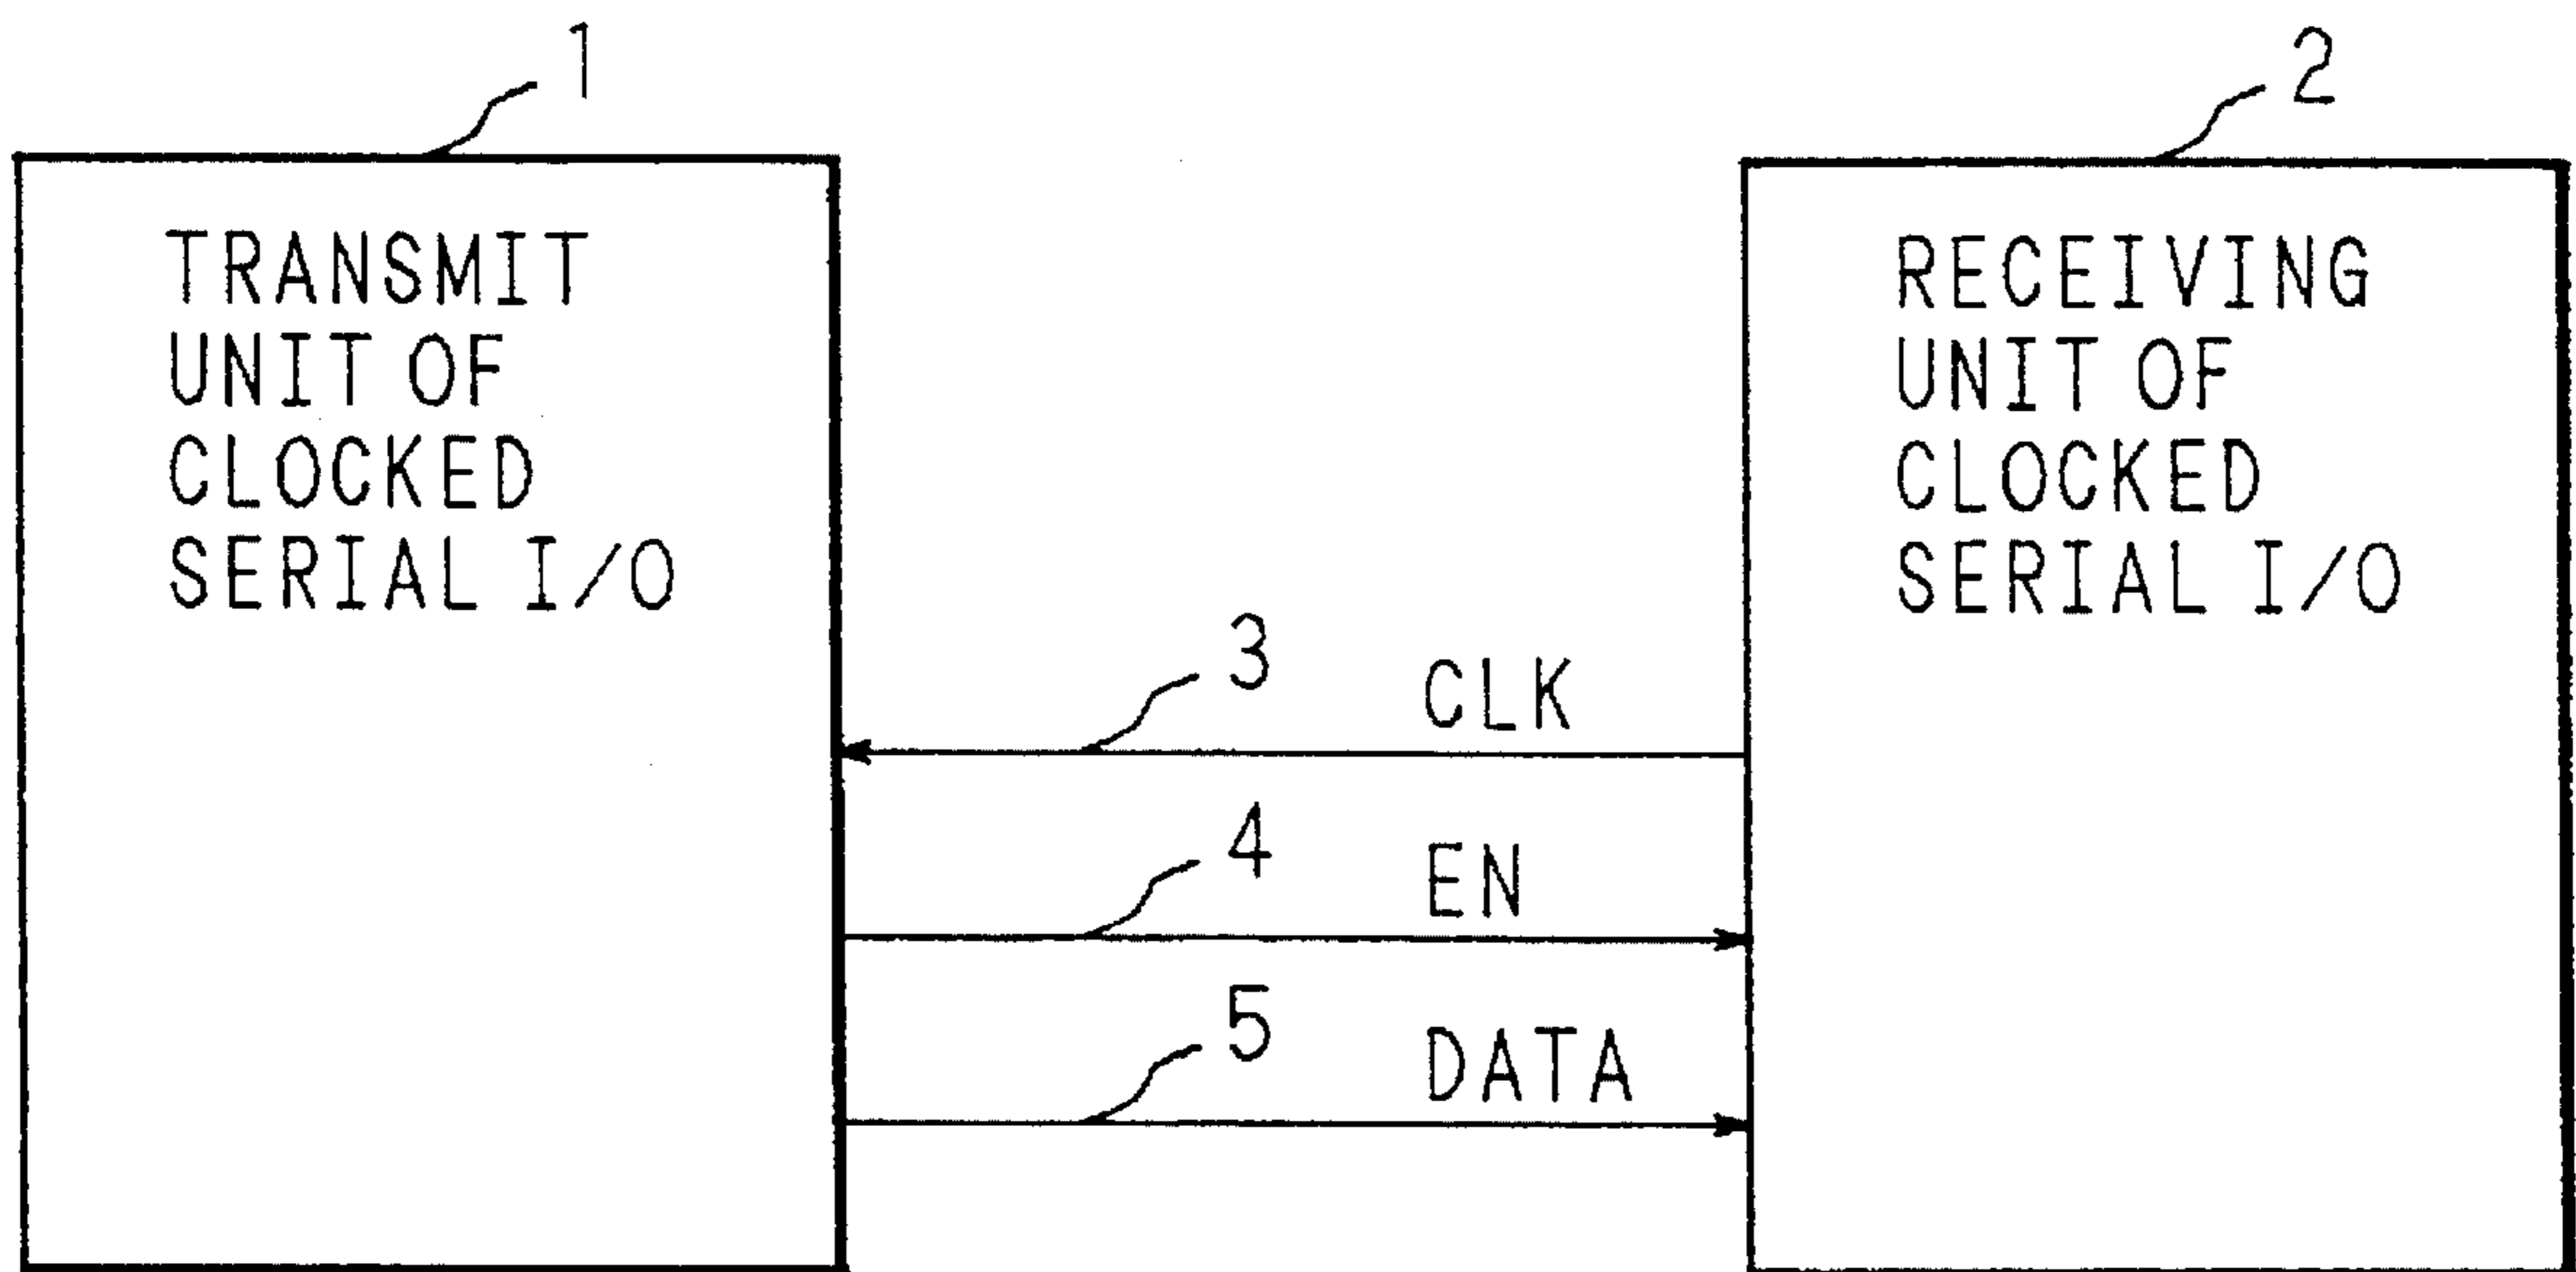 1
2
TRANSMIT
UNIT OF
CLOCKED
SERIAL I/O
RECEIVING
UNIT OF
CLOCKED
SERIAL I/O
3
CLK
4
EN
5
DATA